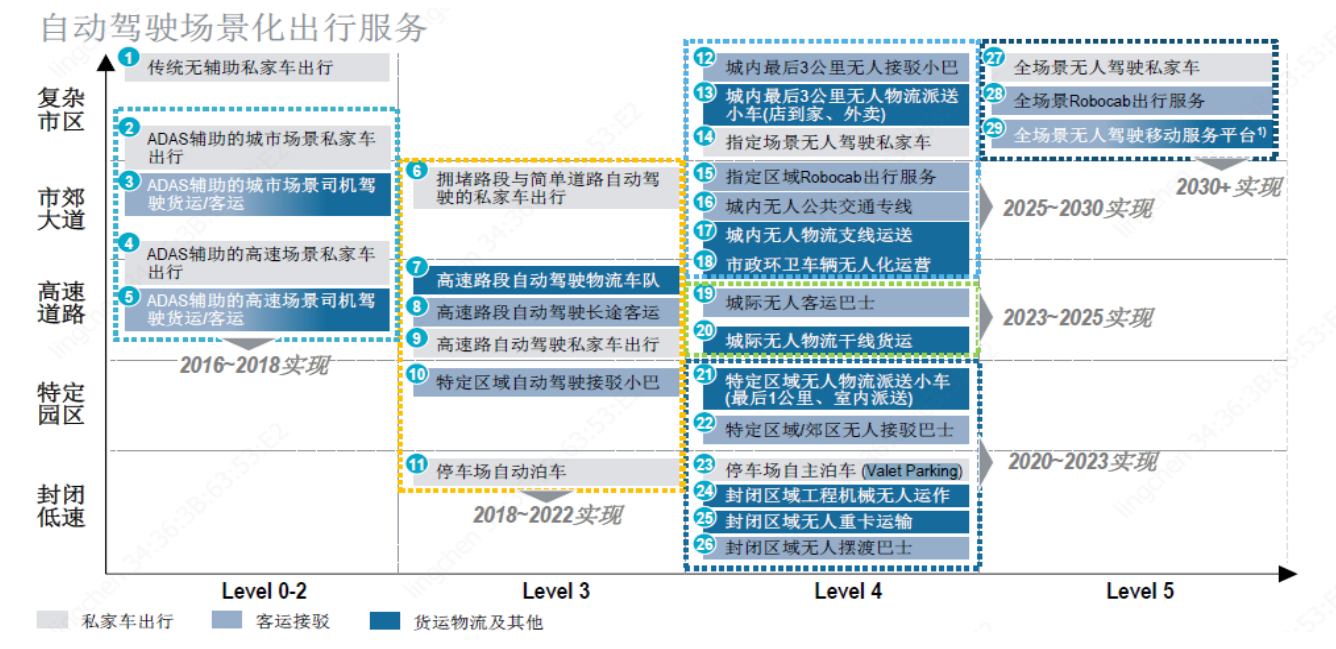 自动驾驶场景化出行服务
复杂
市区
市郊
大道
高速
道路
特定
园区
封闭
低速
1 传统无辅助私家车出行
2 ADAS辅助的城市场景私家车
出行
3 ADAS辅助的城市场景司机驾
驶货运/客运
4 ADAS辅助的高速场景私家车
出行
5 ADAS辅助的高速场景司机驾
驶货运/客运
2016~2018实现
6 拥堵路段与简单道路自动驾
驶的私家车出行
7 高速路段自动驾驶物流车队
8 高速路段自动驾驶长途客运
9 高速路自动驾驶私家车出行
10 特定区域自动驾驶接驳小巴
11 停车场自动泊车
2018~2022实现
12 城内最后3公里无人接驳小巴
13 城内最后3公里无人物流派送
小车(店到家、外卖)
14 指定场景无人驾驶私家车
15 指定区域Robocab出行服务
16 城内无人公共交通专线
17 城内无人物流支线运送
18 市政环卫车辆无人化运营
2025~2030实现
19 城际无人客运巴士
20 城际无人物流干线货运
2023~2025实现
21 特定区域无人物流派送小车
(最后1公里、室内派送)
22 特定区域/郊区无人接驳巴士
23 停车场自主泊车 (Valet Parking)
24 封闭区域工程机械无人运作
25 封闭区域无人重卡运输
26 封闭区域无人摆渡巴士
2020~2023实现
27 全场景无人驾驶私家车
28 全场景Robocab出行服务
29 全场景无人驾驶移动服务平台1)
2030+实现
Level 0-2
Level 3
Level 4
Level 5
私家车出行
客运接驳
货运物流及其他